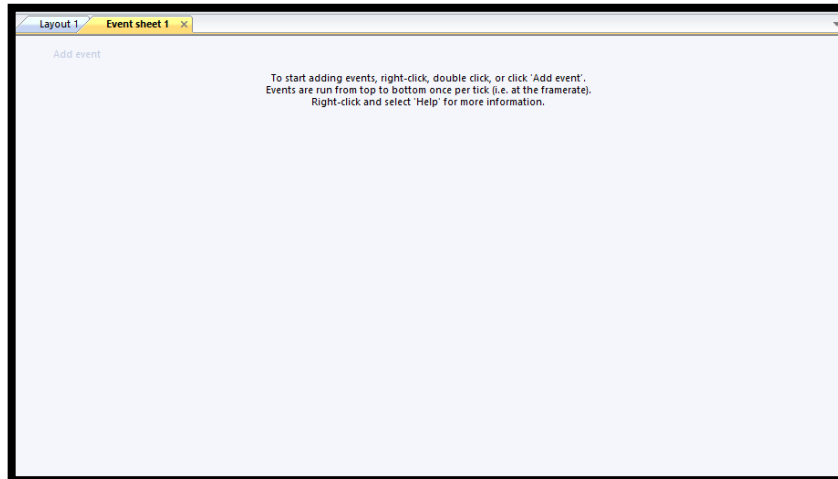 Layout 1 Event sheet 1
Add event
To start adding events, right-click, double click, or click 'Add event'.
Events are run from top to bottom once per tick (i.e. at the framerate).
Right-click and select 'Help' for more information.